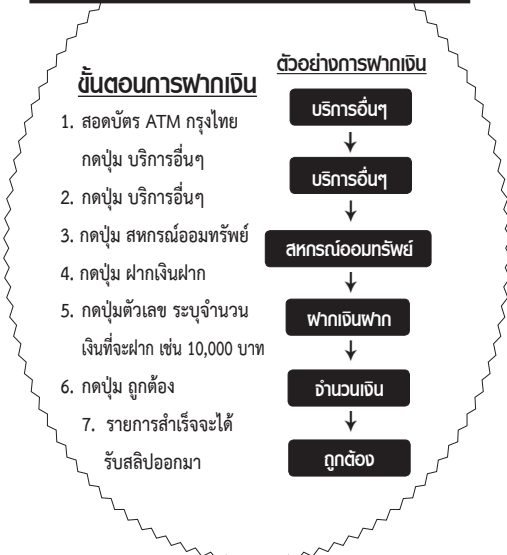 ขั้นตอนการฝากเงิน
1. สอดบัตร ATM กรุงไทย
กดปุ่ม บริการอื่นๆ
2. กดปุ่ม บริการอื่นๆ
3. กดปุ่ม สหกรณ์ออมทรัพย์
4. กดปุ่ม ฝากเงินฝาก
5. กดปุ่มตัวเลข ระบุจำนวน
เงินที่จะฝาก เช่น 10,000 บาท
6. กดปุ่ม ถูกต้อง
7. รายการสำเร็จจะได้
รับสลิปออกมา
ตัวอย่างการฝากเงิน
บริการอื่นๆ
บริการอื่นๆ
สหกรณ์ออมทรัพย์
ฝากเงินฝาก
จำนวนเงิน
ถูกต้อง